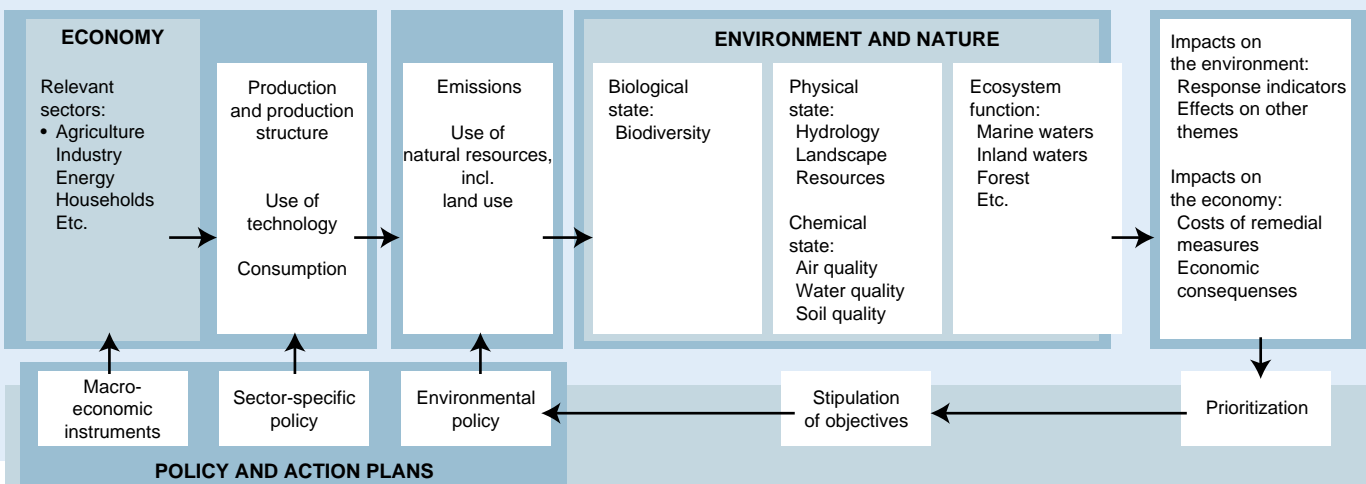 ECONOMY
Relevant
sectors:
• Agriculture
Industry
Energy
Households
Etc.
Production
and production
structure
Use of
technology
Consumption
Emissions
Use of
natural resources,
incl.
land use
ENVIRONMENT AND NATURE
Biological
state:
Biodiversity
Physical
state:
Hydrology
Landscape
Resources
Chemical
state:
Air quality
Water quality
Soil quality
Ecosystem
function:
Marine waters
Inland waters
Forest
Etc.
Impacts on
the environment:
Response indicators
Effects on other
themes
Impacts on
the economy:
Costs of remedial
measures
Economic
consequenses
Macro-
economic
instruments
Sector-specific
policy
Environmental
policy
Stipulation
of objectives
Prioritization
POLICY AND ACTION PLANS